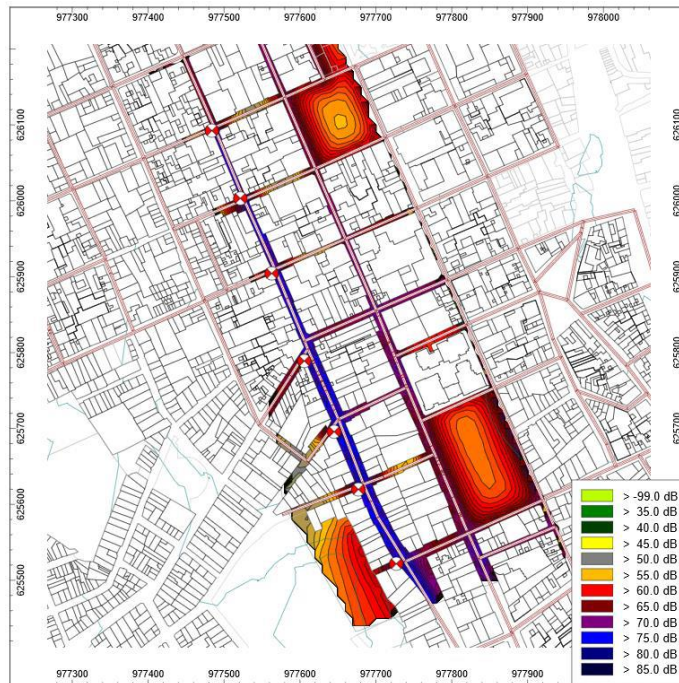 977300 977400 977500 977600 977700 977800 977900 978000
626100 626100
626000 626000
625900 625900
625800 625800
625700 625700
625600
625500
> -99.0 dB
> 35.0 dB
> 40.0 dB
> 45.0 dB
> 50.0 dB
> 55.0 dB
> 60.0 dB
> 65.0 dB
> 70.0 dB
> 75.0 dB
> 80.0 dB
> 85.0 dB
977300 977400 977500 977600 977700 977800 977900